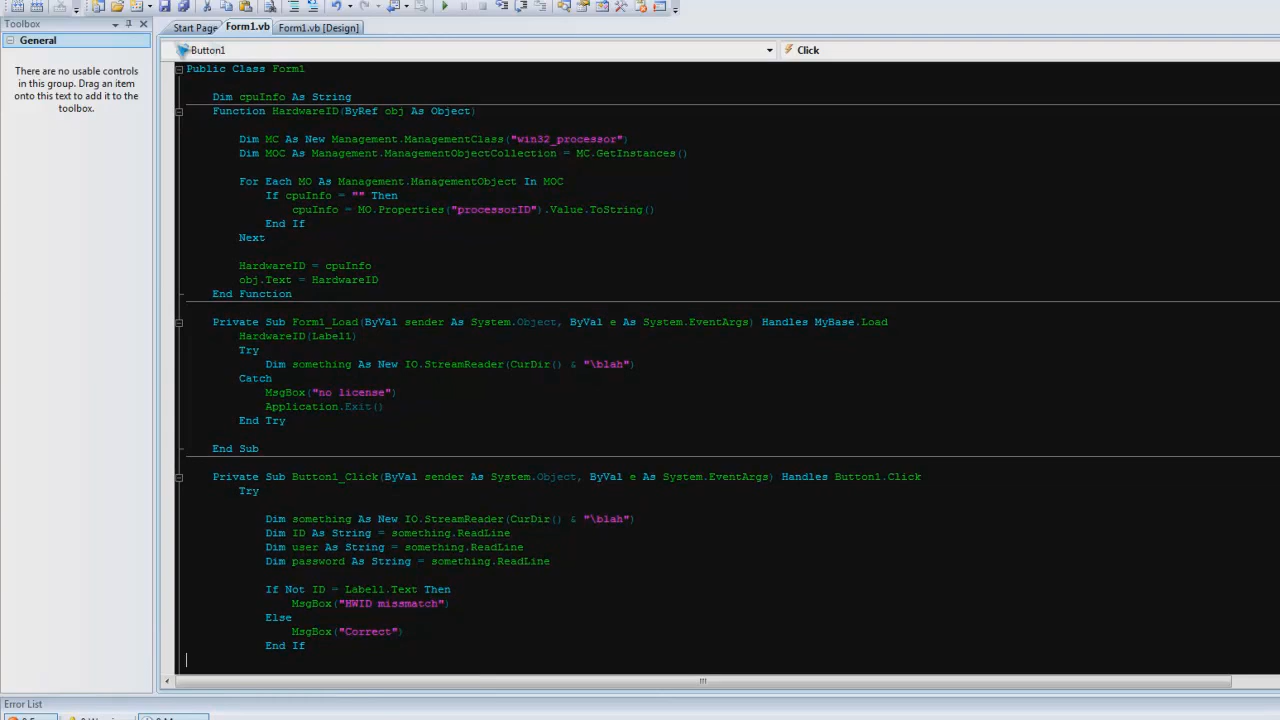 Toolbox
Start Page
Form1.vb
Form1.vb [Design]
General
There are no usable controls
in this group. Drag an item
onto this text to add it to the
toolbox.
Button1
Click
Public Class Form1
Dim cpuInfo As String
Function HardwareID(ByRef obj As Object)
Dim MC As New Management.ManagementClass("win32_processor")
Dim MOC As Management.ManagementObjectCollection = MC.GetInstances()
For Each MO As Management.ManagementObject In MOC
If cpuInfo = "" Then
cpuInfo = MO.Properties("processorID").Value.ToString()
End If
Next
HardwareID = cpuInfo
obj.Text = HardwareID
End Function
Private Sub Form1_Load(ByVal sender As System.Object, ByVal e As System.EventArgs) Handles MyBase.Load
HardwareID(Label1)
Try
Dim something As New IO.StreamReader(CurDir() & "\blah")
Catch
MsgBox("no license")
Application.Exit()
End Try
End Sub
Private Sub Button1_Click(ByVal sender As System.Object, ByVal e As System.EventArgs) Handles Button1.Click
Try
Dim something As New IO.StreamReader(CurDir() & "\blah")
Dim ID As String = something.ReadLine
Dim user As String = something.ReadLine
Dim password As String = something.ReadLine
If Not ID = Label1.Text Then
MsgBox("HWID missmatch")
Else
MsgBox("Correct")
End If
Error List